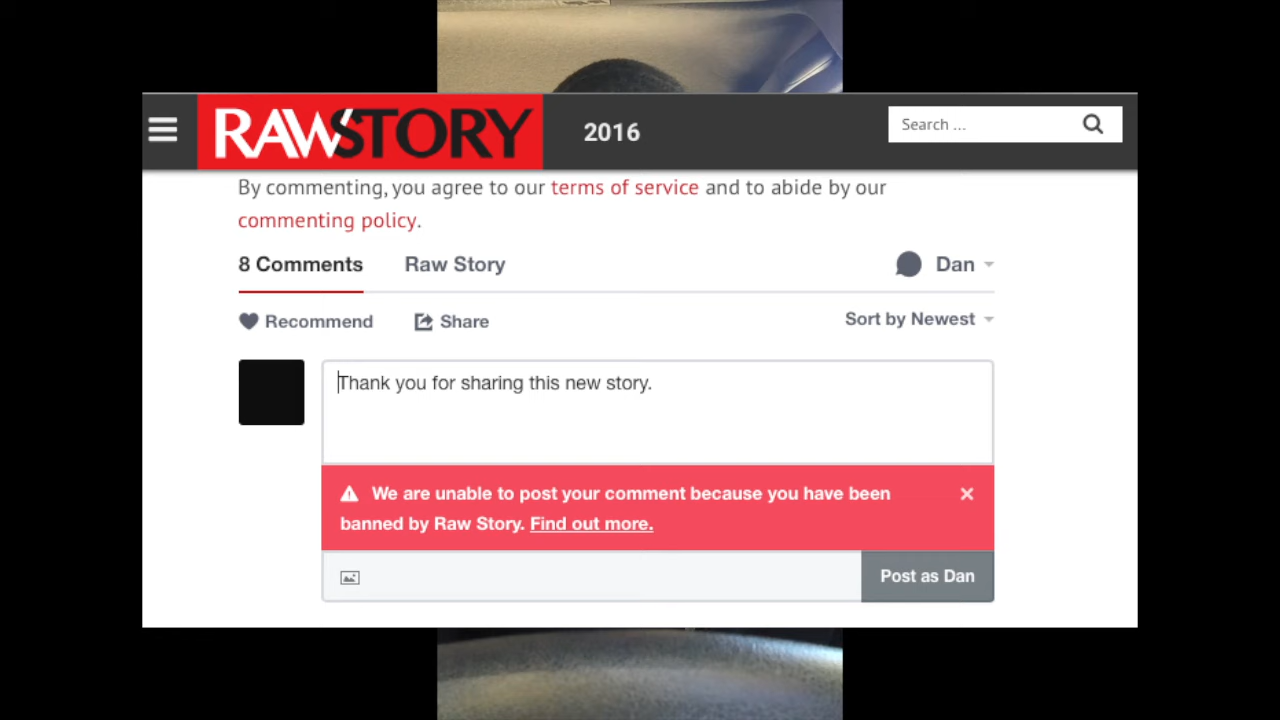 RAWSTORY
2016
Search ...
By commenting, you agree to our terms of service and to abide by our
commenting policy.
8 Comments
Raw Story
Dan
Recommend
Share
Sort by Newest
Thank you for sharing this new story.
We are unable to post your comment because you have been
banned by Raw Story. Find out more.
Post as Dan